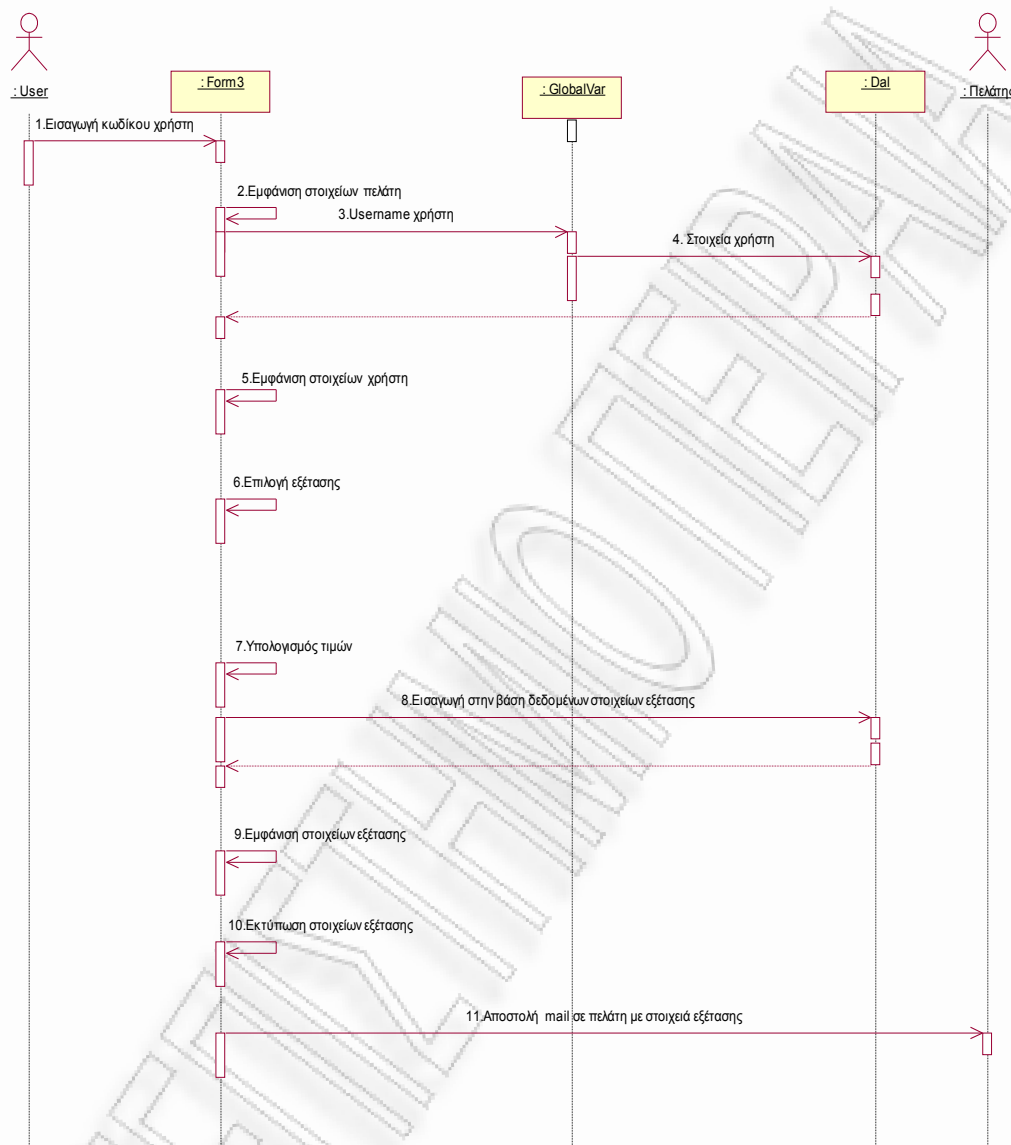 : User
: Form3
: GlobalVar
: Dal
: Πελάτης
1.Εισαγωγή κωδίκου χρήστη
2.Εμφάνιση στοιχείων πελάτη
3.Username χρήστη
4. Στοιχεία χρήστη
5.Εμφάνιση στοιχείων χρήστη
6.Επιλογή εξέτασης
7.Υπολογισμός τιμών
8.Εισαγωγή στην βάση δεδομένων στοιχείων εξέτασης
9.Εμφάνιση στοιχείων εξέτασης
10.Εκτύπωση στοιχείων εξέτασης
11.Αποστολή mail σε πελάτη με στοιχειά εξέτασης